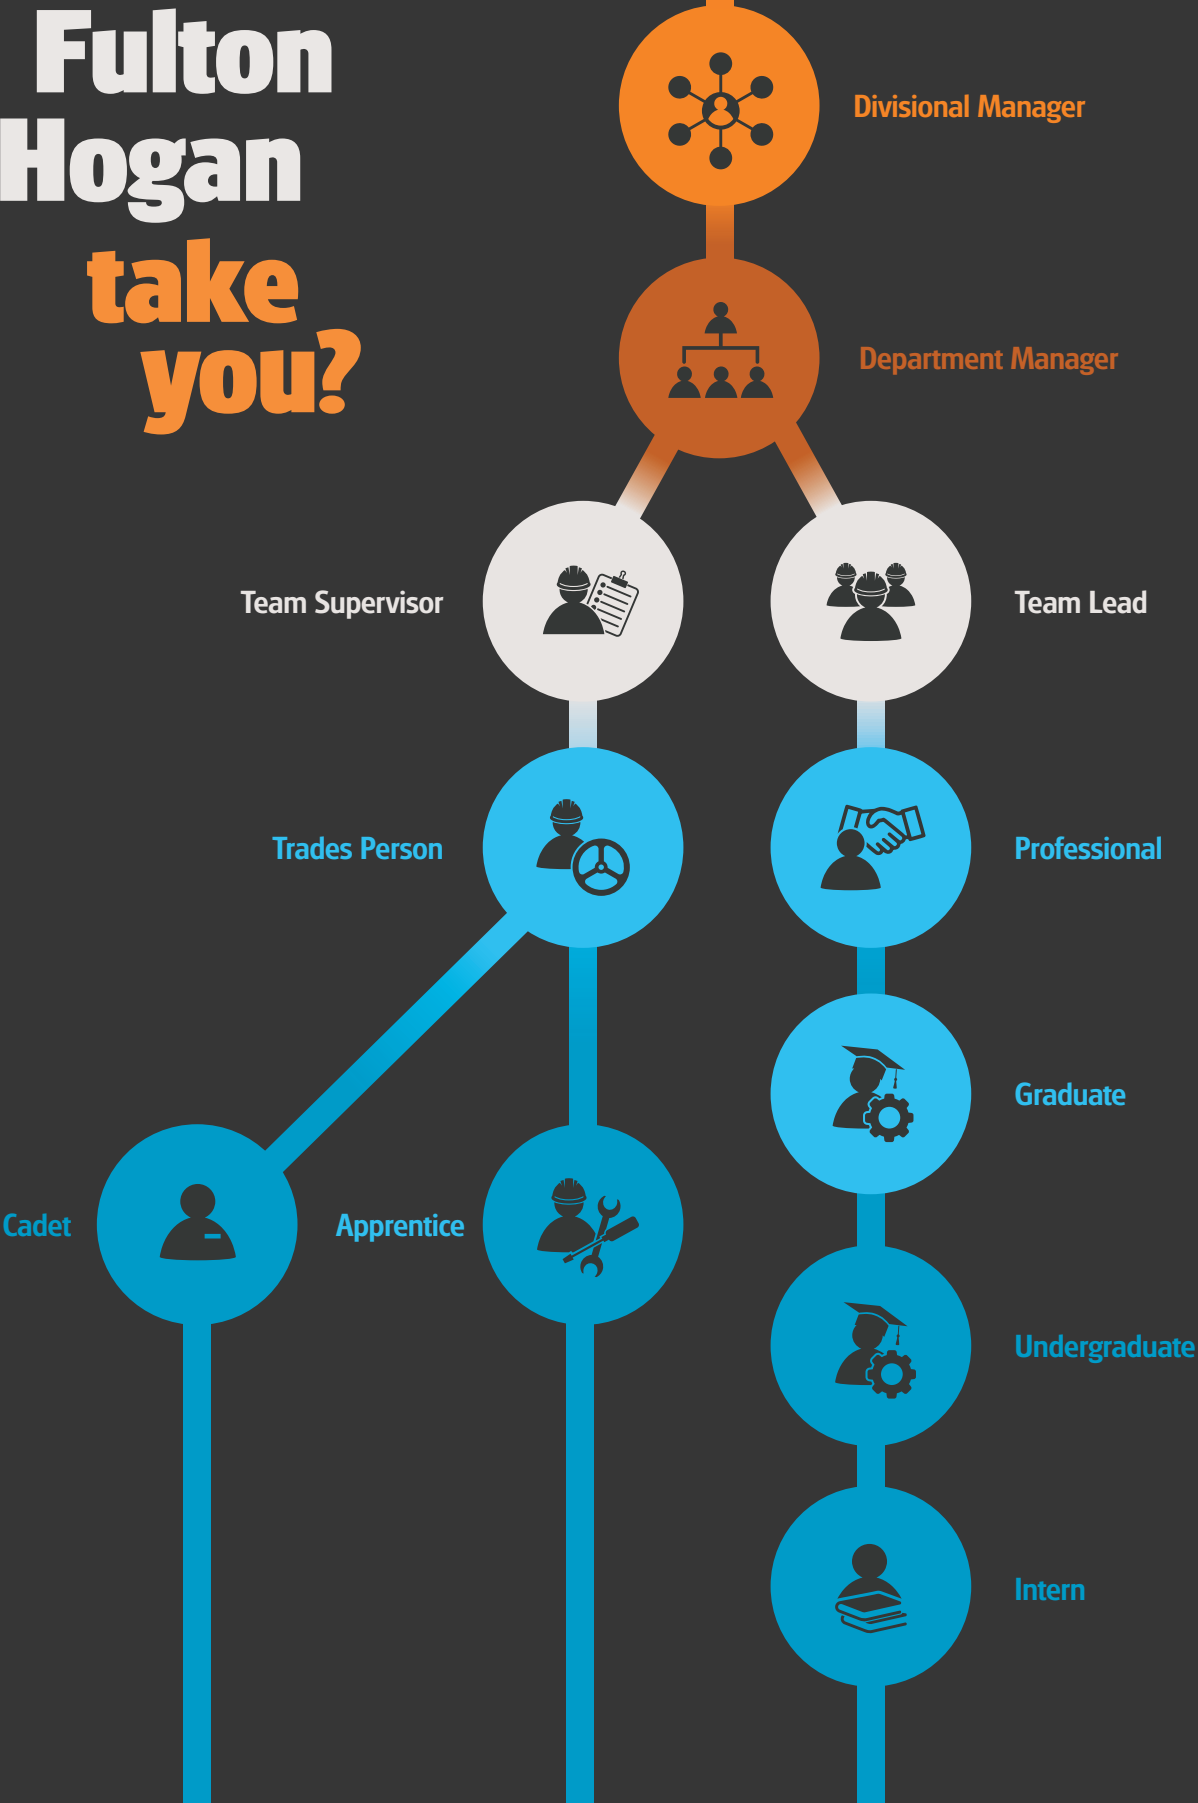 Fulton
Hogan
take
you?
Divisional Manager
Department Manager
Team Supervisor
Team Lead
Trades Person
Professional
Graduate
Cadet
Apprentice
Undergraduate
Intern